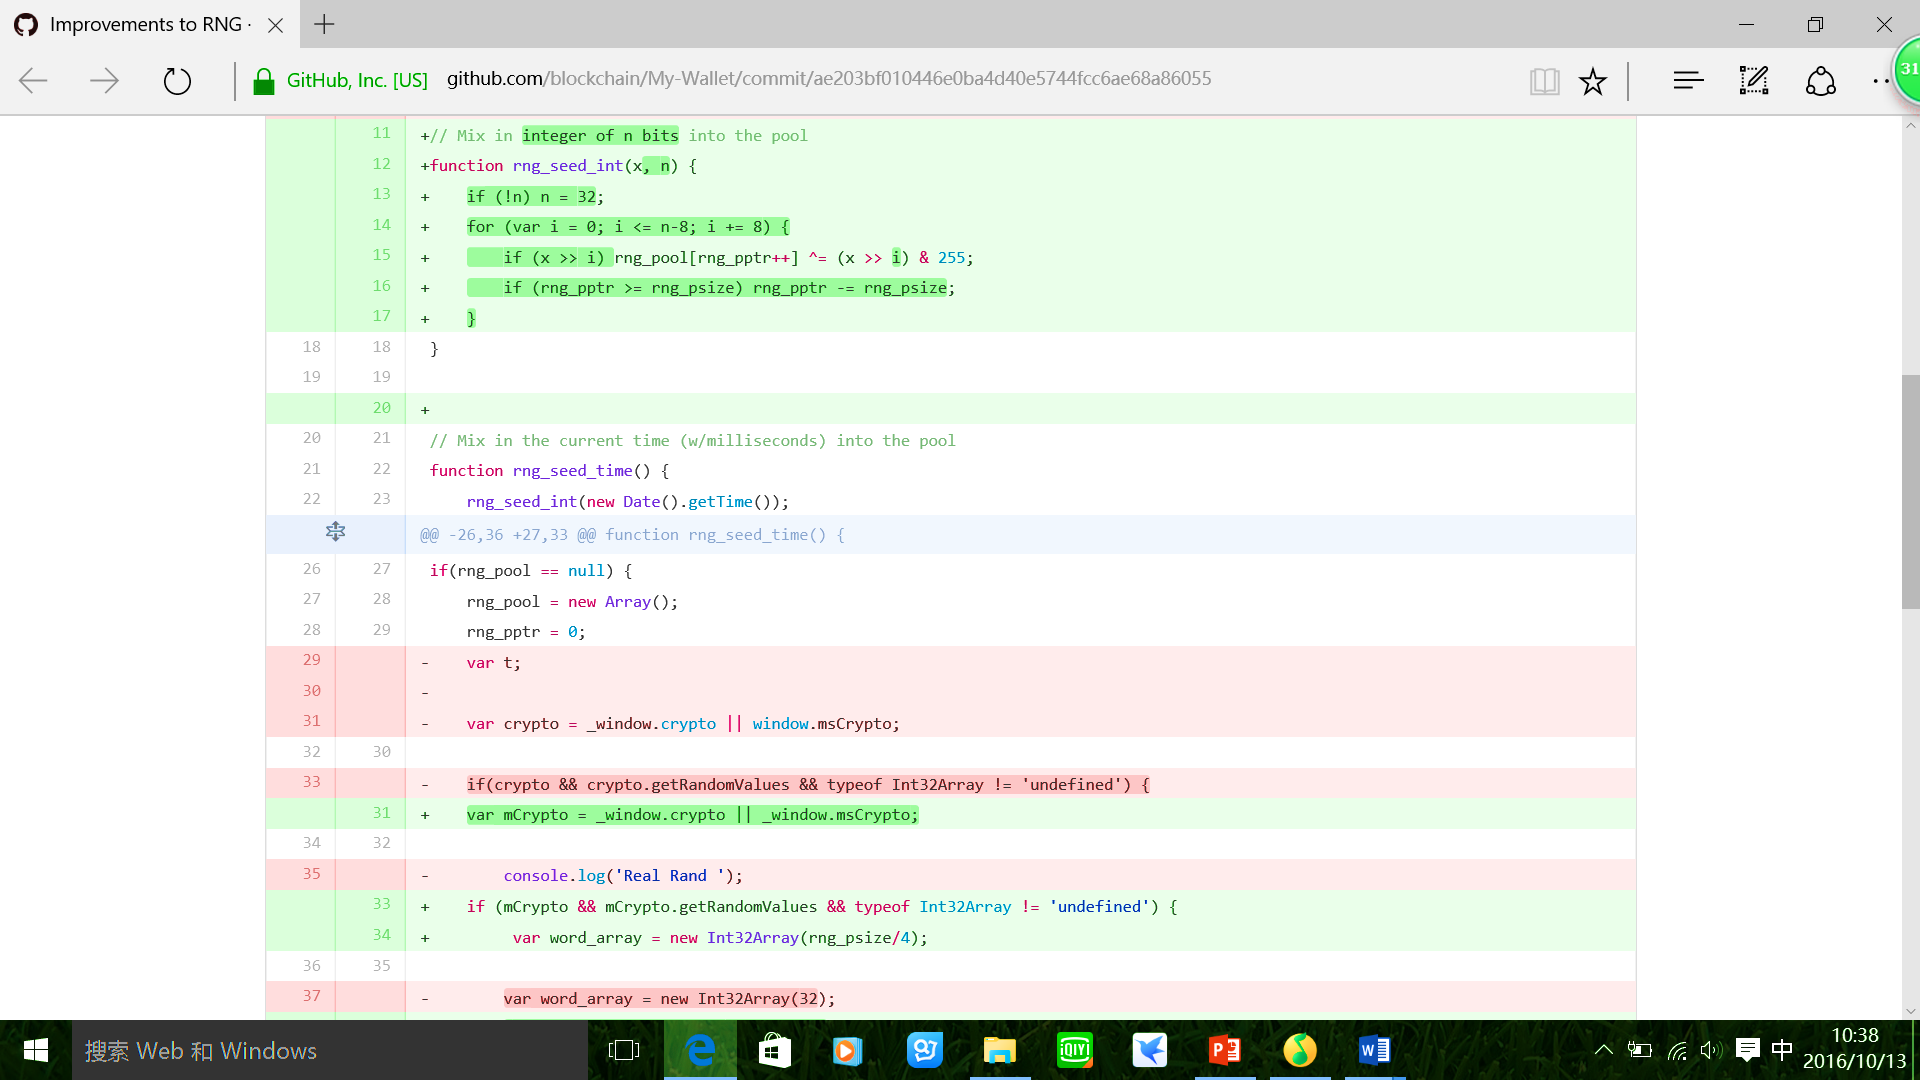 Improvements to RNG ·
GitHub, Inc. [US] github.com/blockchain/My-Wallet/commit/ae203bf010446e0ba4d40e5744fcc6ae68a86055
31
11 +// Mix in integer of n bits into the pool
12 +function rng_seed_int(x, n) {
13 +    if (!n) n = 32;
14 +    for (var i = 0; i <= n-8; i += 8) {
15 +        if (x >> i) rng_pool[rng_pptr++] ^= (x >> i) & 255;
16 +        if (rng_pptr >= rng_psize) rng_pptr -= rng_psize;
17 +    }
18 18 }
19 19
20 +
20 21 // Mix in the current time (w/milliseconds) into the pool
21 22 function rng_seed_time() {
22 23     rng_seed_int(new Date().getTime());
@@ -26,36 +27,33 @@ function rng_seed_time() {
26 27 if(rng_pool == null) {
27 28     rng_pool = new Array();
28 29     rng_pptr = 0;
29 -    var t;
30 -
31 -    var crypto = _window.crypto || window.msCrypto;
32 30
33 -    if(crypto && crypto.getRandomValues && typeof Int32Array != 'undefined') {
31 +    var mCrypto = _window.crypto || _window.msCrypto;
34 32
35 -        console.log('Real Rand ');
33 +    if (mCrypto && mCrypto.getRandomValues && typeof Int32Array != 'undefined') {
34 +         var word_array = new Int32Array(rng_psize/4);
36 35
37 -        var word_array = new Int32Array(32);
搜索 Web 和 Windows
iQIY
中
10:38
2016/10/13